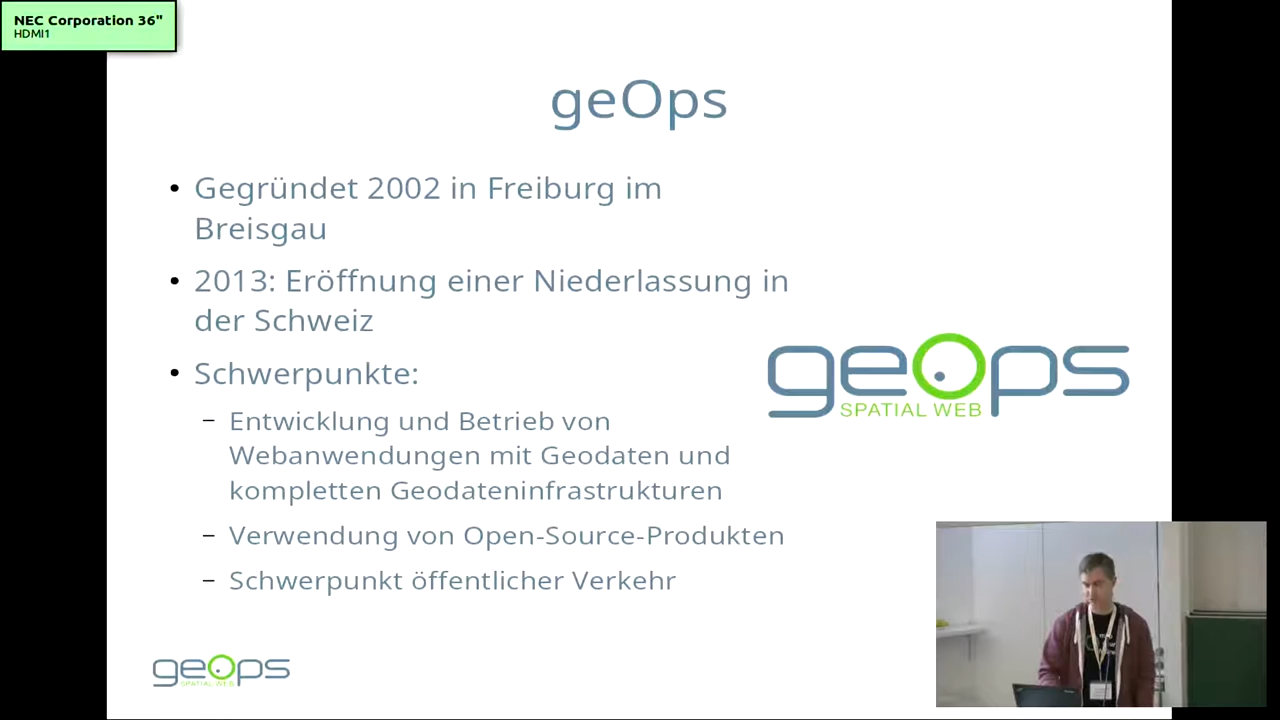 NEC Corporation 36"
HDMI1
geOps
• Gegründet 2002 in Freiburg im
Breisgau
• 2013: Eröffnung einer Niederlassung in
der Schweiz
• Schwerpunkte:
– Entwicklung und Betrieb von
Webanwendungen mit Geodaten und
kompletten Geodateninfrastrukturen
– Verwendung von Open-Source-Produkten
– Schwerpunkt öffentlicher Verkehr
geOps
SPATIAL WEB
geOps
SPATIAL WEB